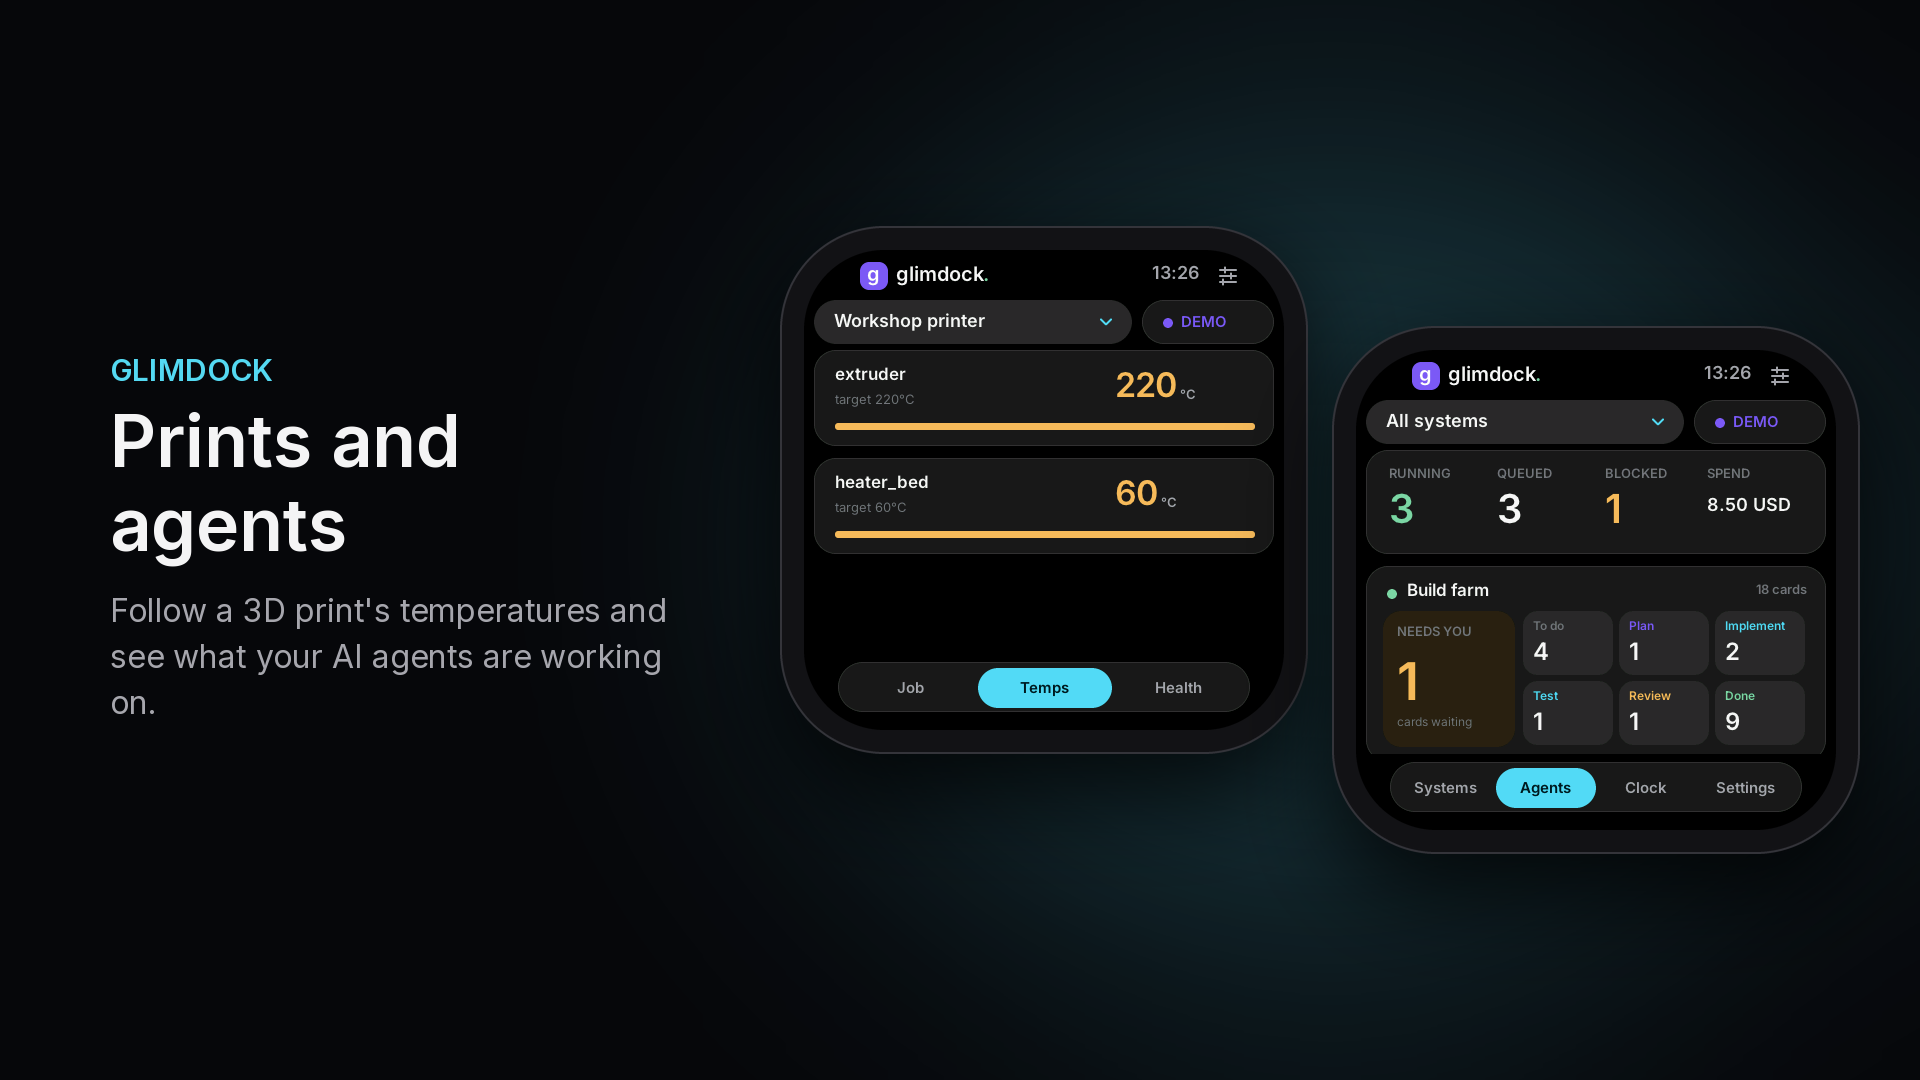 GLIMDOCK
Prints and
agents
Follow a 3D print's temperatures and
see what your AI agents are working
on.
g glimdock. 13:26
Workshop printer DEMO
extruder 220 °C
target 220°C
heater_bed 60 °C
target 60°C
Job Temps Health
g glimdock. 13:26
All systems DEMO
RUNNING QUEUED BLOCKED SPEND
3 3 1 8.50 USD
Build farm 18 cards
NEEDS YOU To do Plan Implement
1 4 1 2
cards waiting Test Review Done
1 1 9
Systems Agents Clock Settings